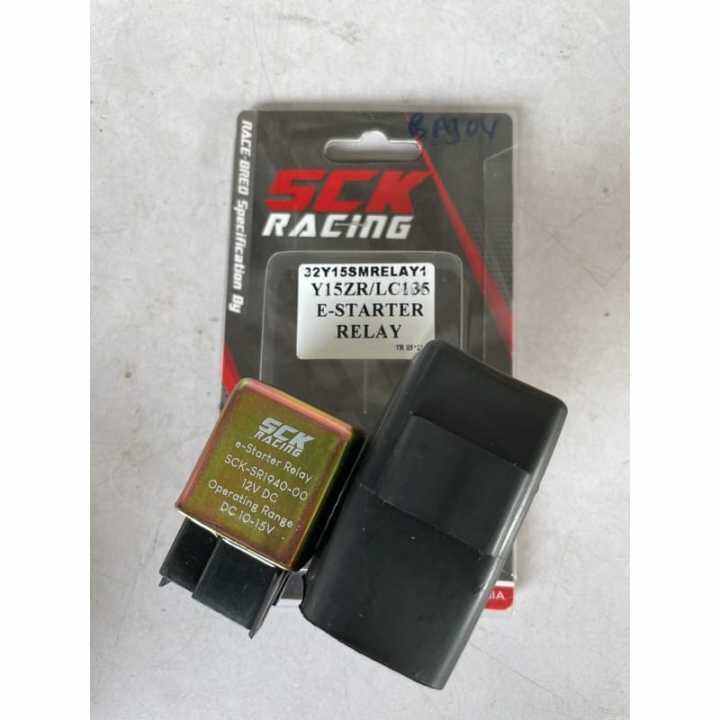 SCK
RACING
RACE-BRED Specification By
32Y15SMRELAY1
Y15ZR/LC135
E-STARTER
RELAY
SCK
RACING
e-Starter Relay
SCK-SR1940-00
12V DC
Operating Range
DC 10-15V